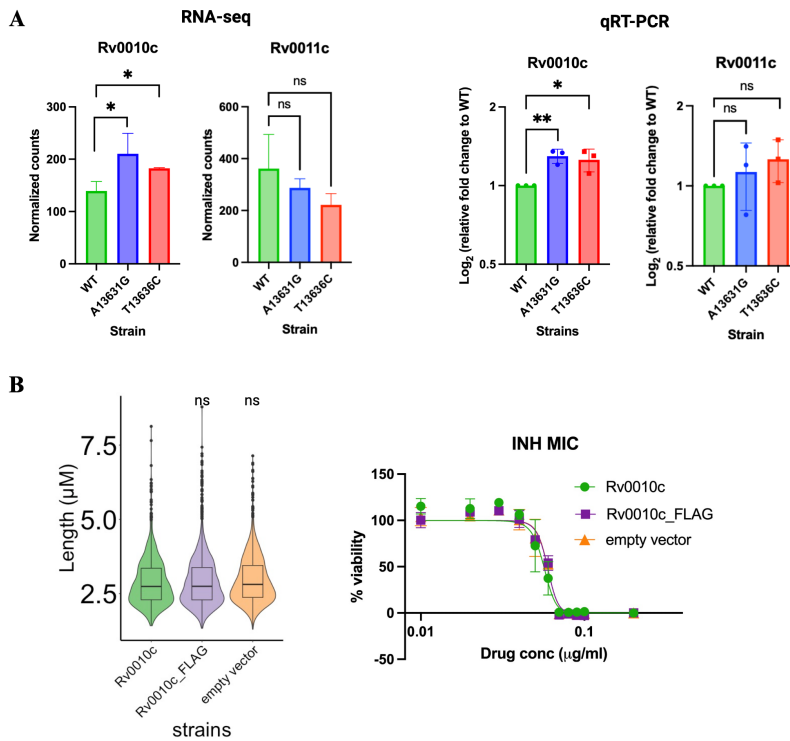 A
RNA-seq
qRT-PCR
Rv0010c
Rv0011c
Rv0010c
Rv0011c
Normalized counts
300
200
100
0
*
*
WT
A13631G
T13636C
Strain
Normalized counts
600
400
200
0
ns
ns
WT
A13631G
T13636C
Strain
Log2 (relative fold change to WT)
2
1
0.5
*
**
WT
A13631G
T13636C
Strains
Log2 (relative fold change to WT)
2
1
0.5
ns
ns
WT
A13631G
T13636C
Strain
B
Length (μM)
7.5
5.0
2.5
ns
ns
Rv0010c
Rv0010c_FLAG
empty vector
strains
INH MIC
% viability
150
100
50
0
-50
0.01
0.1
Drug conc (μg/ml)
Rv0010c
Rv0010c_FLAG
empty vector